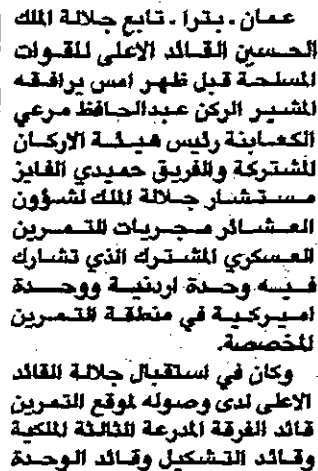 عمان . بترا . تابع جلالة الملك
الحسين القائد الاعلى للقوات
المسلحة قبل ظهر امس يرافقه
المشير الركن عبدالحافظ مرعي
الكعابنة رئيس هيئة الاركان
المشتركة والفريق حميدي الفايز
مستشار جلالة الملك لشؤون
العشائر مجريات التمرين
العسكري المشترك الذي تشارك
فيه وحدة اردنية ووحدة
اميركية في منطقة التمرين
المخصصة.
وكان في استقبال جلالة القائد
الاعلى لدى وصوله لموقع التمرين
قائد الفرقة المدرعة الثالثة الملكية
وقائد التشكيل وقائد الوحدة